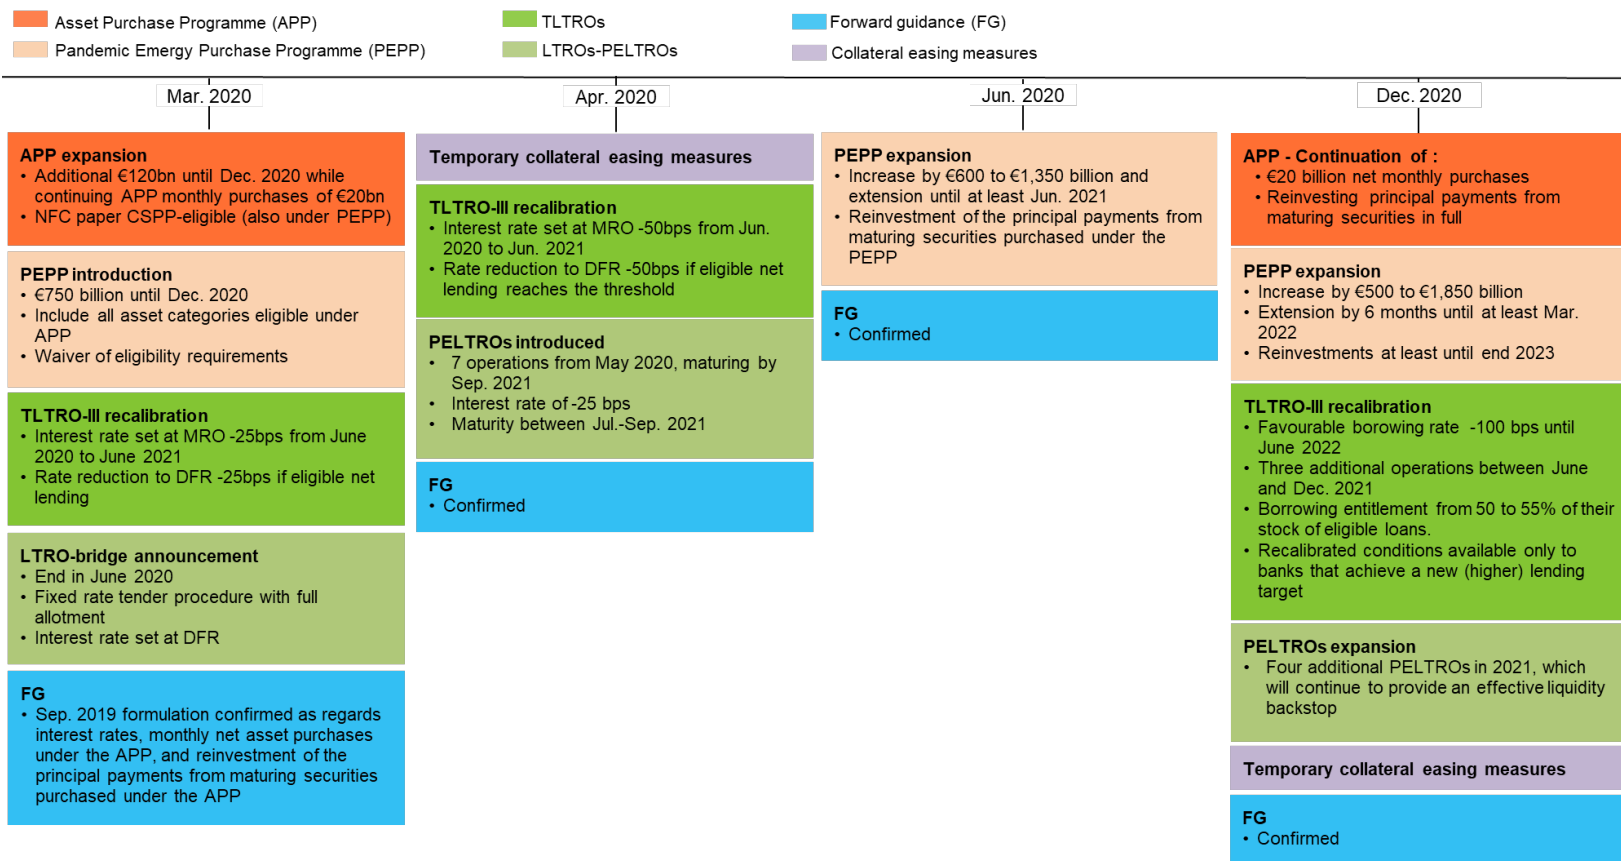 Asset Purchase Programme (APP)
Pandemic Emergency Purchase Programme (PEPP)
TLTROs
LTROs-PELTROs
Forward guidance (FG)
Collateral easing measures
Mar. 2020
APP expansion
• Additional €120bn until Dec. 2020 while
continuing APP monthly purchases of €20bn
• NFC paper CSPP-eligible (also under PEPP)
PEPP introduction
• €750 billion until Dec. 2020
• Include all asset categories eligible under
APP
• Waiver of eligibility requirements
TLTRO-III recalibration
• Interest rate set at MRO -25bps from June
2020 to June 2021
• Rate reduction to DFR -25bps if eligible net
lending
LTRO-bridge announcement
• End in June 2020
• Fixed rate tender procedure with full
allotment
• Interest rate set at DFR
FG
• Sep. 2019 formulation confirmed as regards
interest rates, monthly net asset purchases
under the APP, and reinvestment of the
principal payments from maturing securities
purchased under the APP
Apr. 2020
Temporary collateral easing measures
TLTRO-III recalibration
• Interest rate set at MRO -50bps from Jun.
2020 to Jun. 2021
• Rate reduction to DFR -50bps if eligible net
lending reaches the threshold
PELTROs introduced
• 7 operations from May 2020, maturing by
Sep. 2021
• Interest rate of -25 bps
• Maturity between Jul.-Sep. 2021
FG
• Confirmed
Jun. 2020
PEPP expansion
• Increase by €600 to €1,350 billion and
extension until at least Jun. 2021
• Reinvestment of the principal payments from
maturing securities purchased under the
PEPP
FG
• Confirmed
Dec. 2020
APP - Continuation of :
• €20 billion net monthly purchases
• Reinvesting principal payments from
maturing securities in full
PEPP expansion
• Increase by €500 to €1,850 billion
• Extension by 6 months until at least Mar.
2022
• Reinvestments at least until end 2023
TLTRO-III recalibration
• Favourable borrowing rate -100 bps until
June 2022
• Three additional operations between June
and Dec. 2021
• Borrowing entitlement from 50 to 55% of their
stock of eligible loans.
• Recalibrated conditions available only to
banks that achieve a new (higher) lending
target
PELTROs expansion
• Four additional PELTROs in 2021, which
will continue to provide an effective liquidity
backstop
Temporary collateral easing measures
FG
• Confirmed